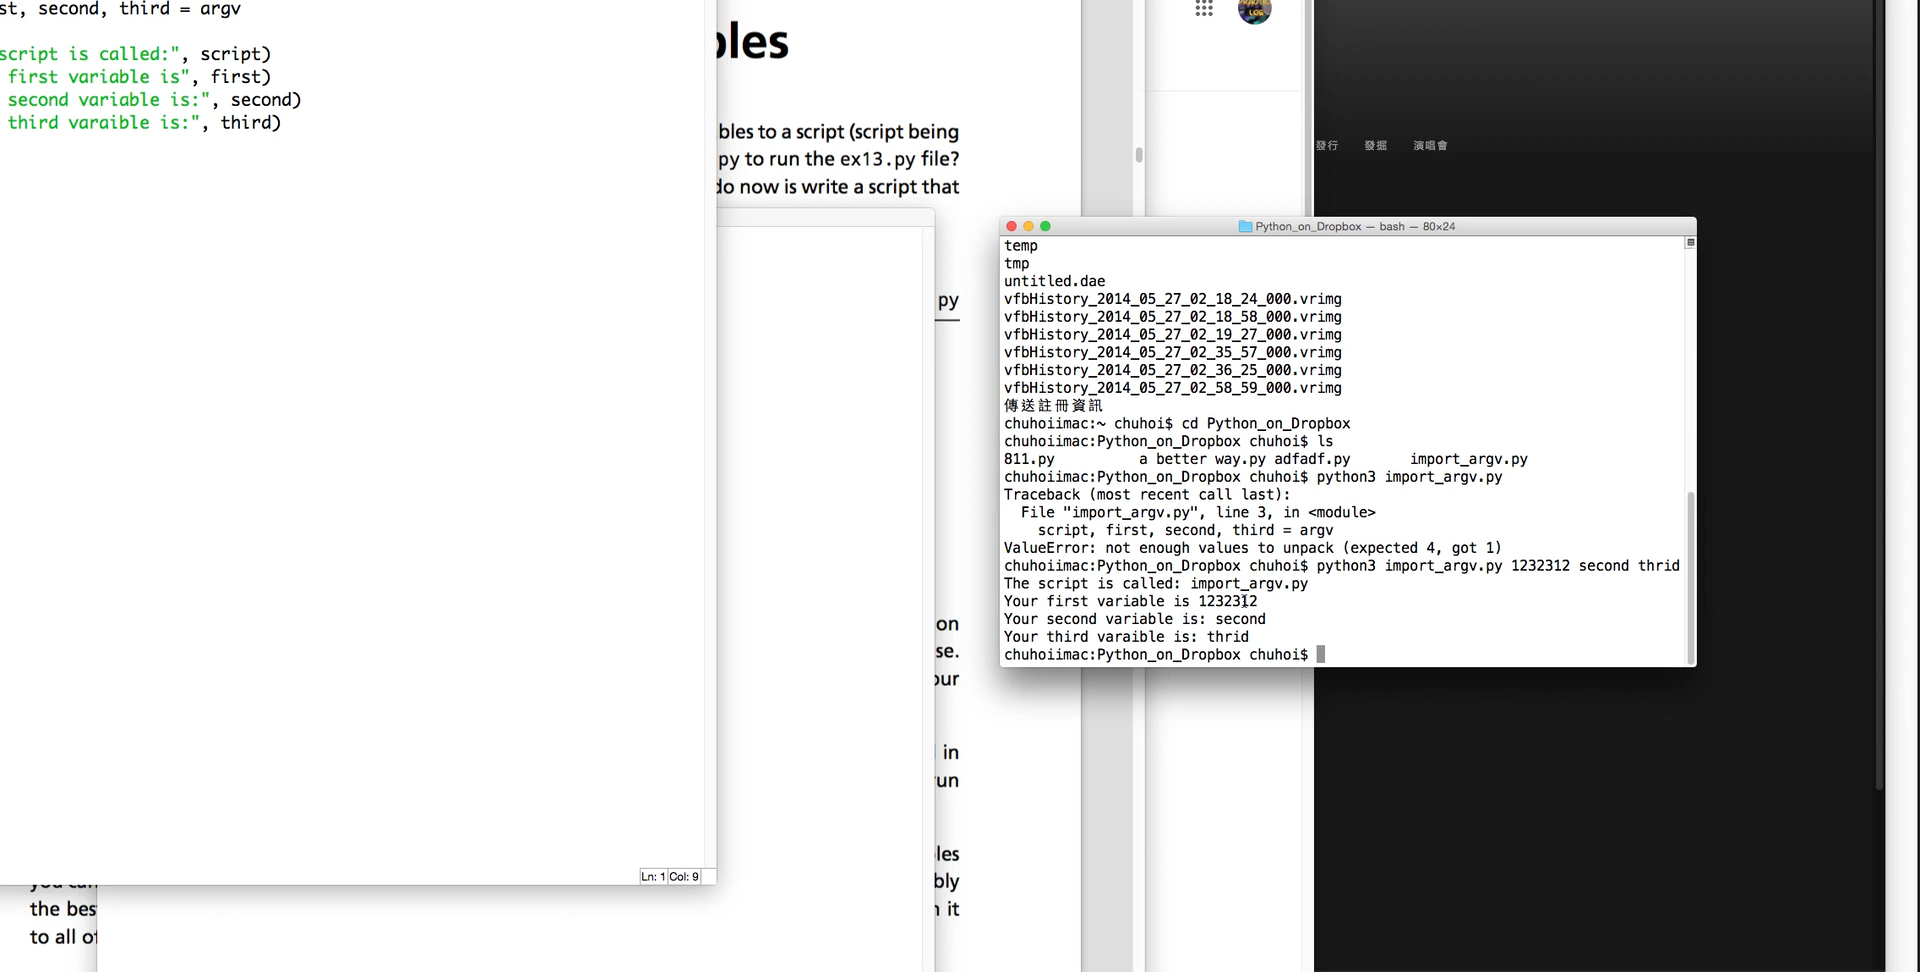 st, second, third = argv
script is called:", script)
first variable is", first)
second variable is:", second)
third varaible is:", third)
Ln: 1 Col: 9
bles
bles to a script (script being
py to run the ex13.py file?
do now is write a script that
py
on
se.
our
in
run
les
bly
it
the bes
to all of
發行 發掘 演唱會
Python_on_Dropbox — bash — 80×24
temp
tmp
untitled.dae
vfbHistory_2014_05_27_02_18_24_000.vrimg
vfbHistory_2014_05_27_02_18_58_000.vrimg
vfbHistory_2014_05_27_02_19_27_000.vrimg
vfbHistory_2014_05_27_02_35_57_000.vrimg
vfbHistory_2014_05_27_02_36_25_000.vrimg
vfbHistory_2014_05_27_02_58_59_000.vrimg
傳送註冊資訊
chuhoiimac:~ chuhoi$ cd Python_on_Dropbox
chuhoiimac:Python_on_Dropbox chuhoi$ ls
811.py a better way.py adfadf.py import_argv.py
chuhoiimac:Python_on_Dropbox chuhoi$ python3 import_argv.py
Traceback (most recent call last):
File "import_argv.py", line 3, in <module>
script, first, second, third = argv
ValueError: not enough values to unpack (expected 4, got 1)
chuhoiimac:Python_on_Dropbox chuhoi$ python3 import_argv.py 1232312 second thrid
The script is called: import_argv.py
Your first variable is 1232312
Your second variable is: second
Your third varaible is: thrid
chuhoiimac:Python_on_Dropbox chuhoi$